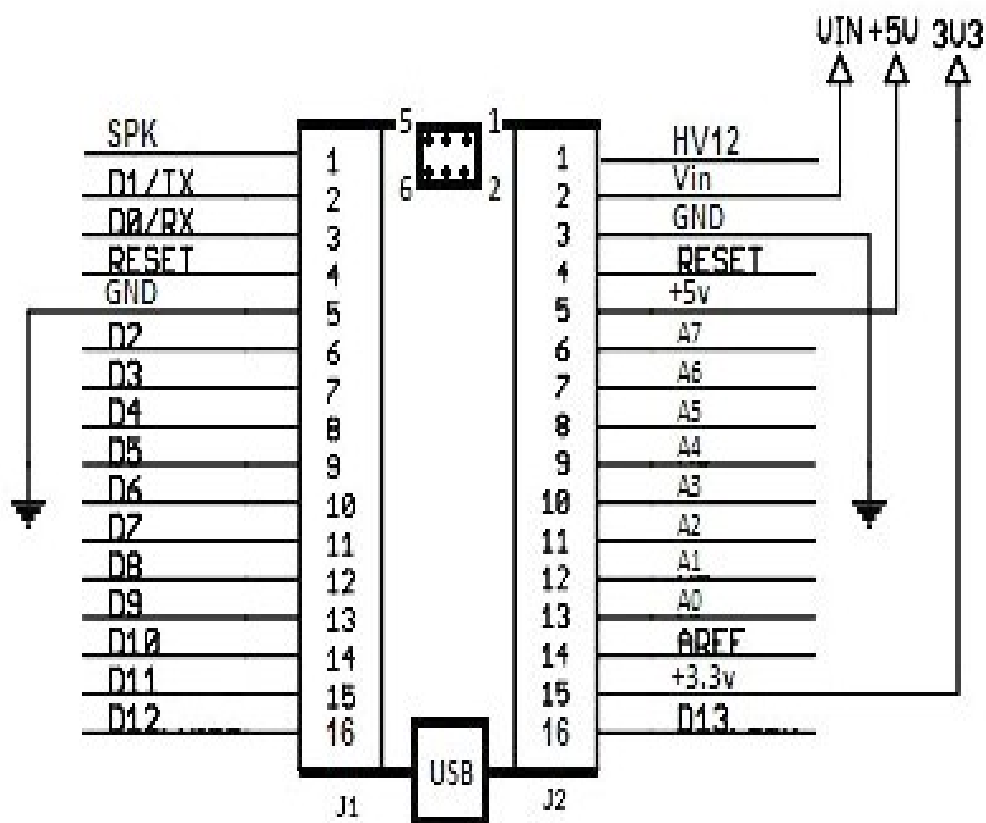 VIN +5V 3V3
5 1
6 2
SPK 1
D1/TX 2
D0/RX 3
RESET 4
GND 5
D2 6
D3 7
D4 8
D5 9
D6 10
D7 11
D8 12
D9 13
D10 14
D11 15
D12 16
1 HV12
2 Vin
3 GND
4 RESET
5 +5v
6 A7
7 A6
8 A5
9 A4
10 A3
11 A2
12 A1
13 A0
14 AREF
15 +3.3v
16 D13
USB
J1 J2